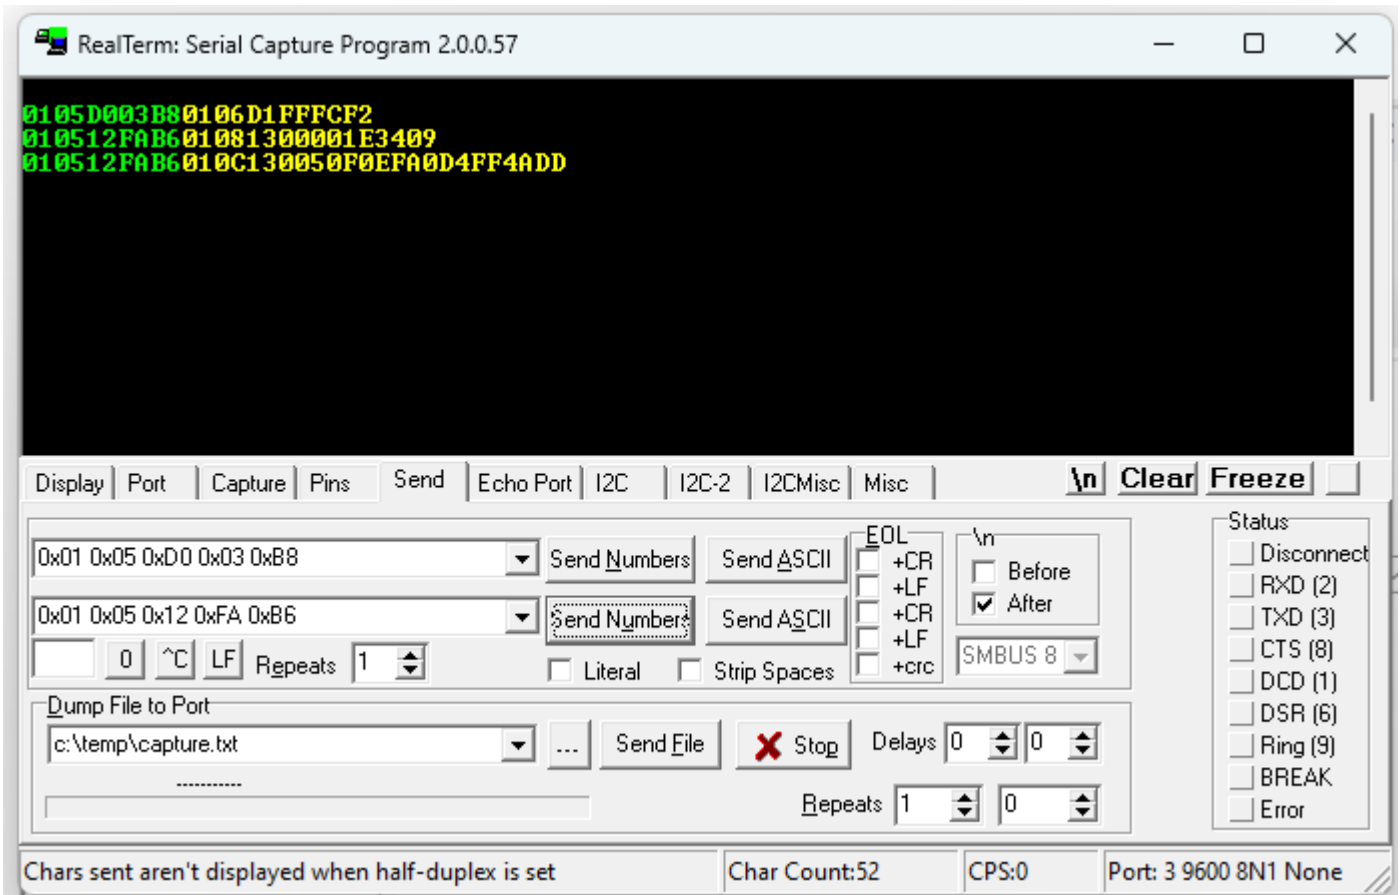 RealTerm: Serial Capture Program 2.0.0.57
0105D003B80106D1FFFCF2
010512FAB601081300001E3409
010512FAB6010C130050F0EFA0D4FF4ADD
Display Port Capture Pins Send Echo Port I2C I2C-2 I2CMisc Misc \n Clear Freeze
EOL \n Status
0x01 0x05 0xD0 0x03 0xB8 Send Numbers Send ASCII +CR Before Disconnect
+LF After RXD (2)
0x01 0x05 0x12 0xFA 0xB6 Send Numbers Send ASCII +CR TXD (3)
+LF CTS (8)
0 ^C LF Repeats 1 Literal Strip Spaces +crc SMBUS 8
DCD (1)
Dump File to Port DSR (6)
c:\temp\capture.txt ... Send File Stop Delays 0 0 Ring (9)
----------- BREAK
Repeats 1 0 Error
Chars sent aren't displayed when half-duplex is set Char Count:52 CPS:0 Port: 3 9600 8N1 None